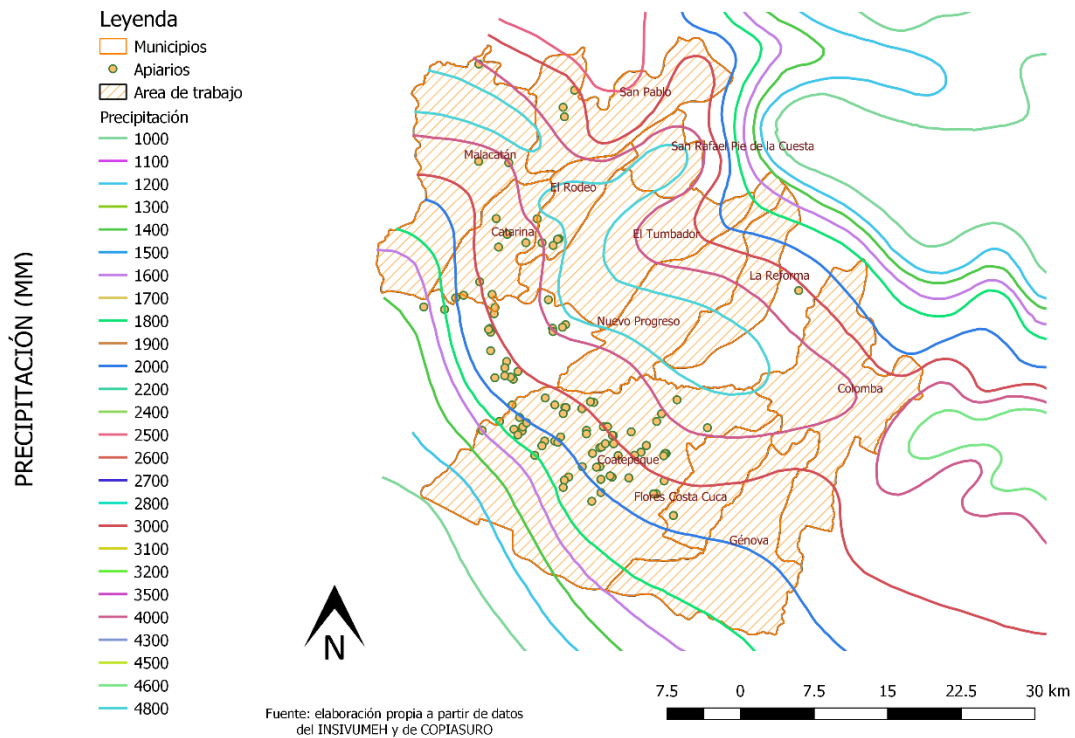 PRECIPITACIÓN (MM)
Leyenda
Municipios
Apiarios
Area de trabajo
Precipitación
1000
1100
1200
1300
1400
1500
1600
1700
1800
1900
2000
2200
2400
2500
2600
2700
2800
3000
3100
3200
3500
4000
4300
4500
4600
4800
San Pablo
San Rafael Pie de la Cuesta
Malacatán
El Rodeo
Catarina
El Tumbador
La Reforma
Nuevo Progreso
Colomba
Coatepeque
Flores Costa Cuca
Génova
N
7.5 0 7.5 15 22.5 30 km
Fuente: elaboración propia a partir de datos
del INSIVUMEH y de COPIASURO